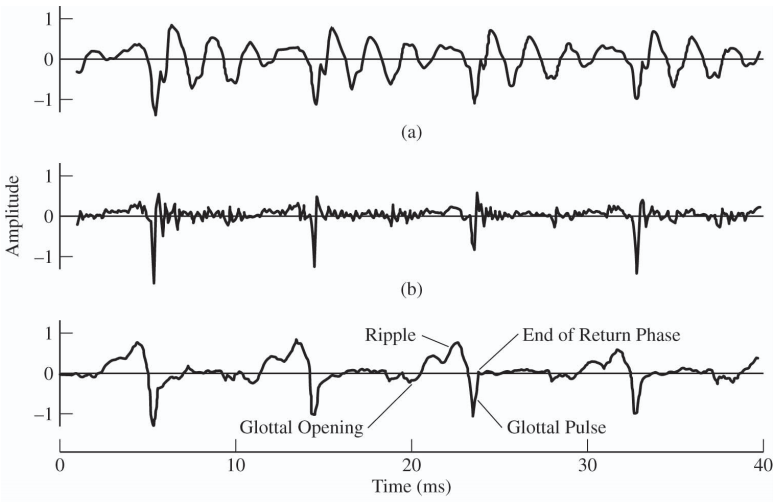 1
0
−1
(a)
Amplitude
1
0
−1
(b)
1
0
−1
Ripple
End of Return Phase
Glottal Opening
Glottal Pulse
0 10 20 30 40
Time (ms)